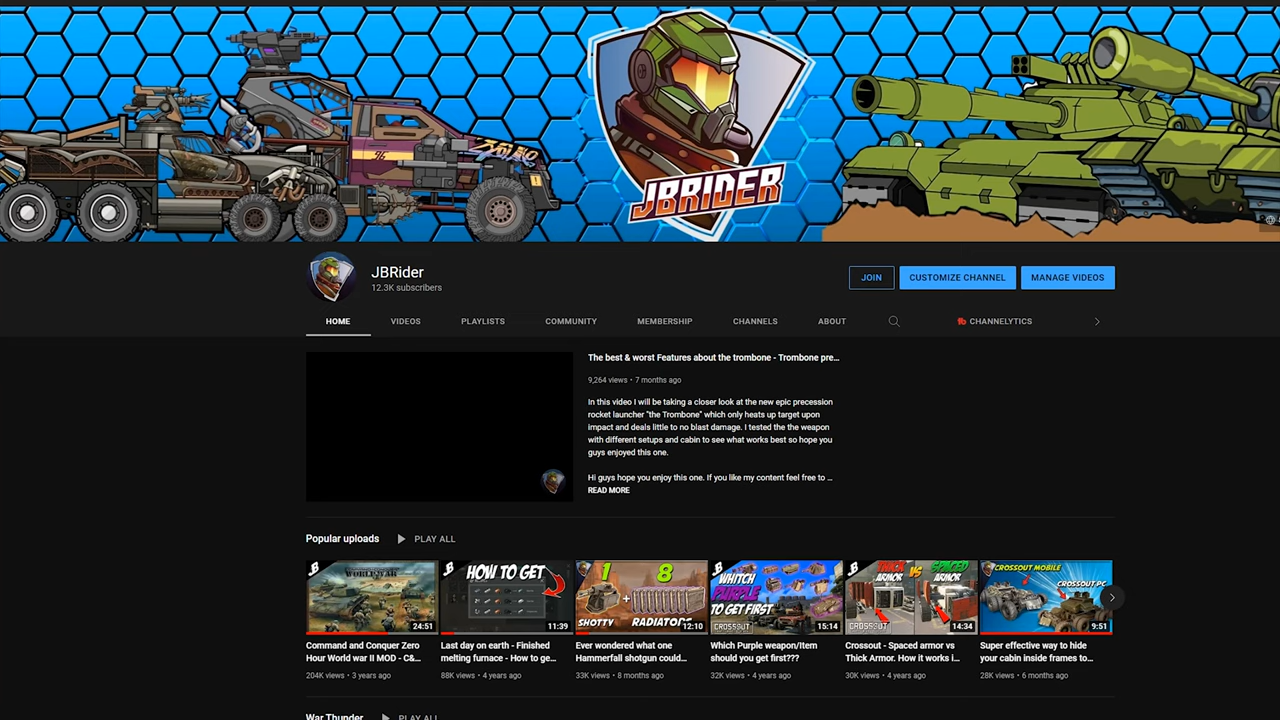 JBRIDER
JBRider
12.3K subscribers
JOIN
CUSTOMIZE CHANNEL
MANAGE VIDEOS
HOME
VIDEOS
PLAYLISTS
COMMUNITY
MEMBERSHIP
CHANNELS
ABOUT
CHANNELYTICS
The best & worst Features about the trombone - Trombone pre...
9,264 views • 7 months ago
In this video I will be taking a closer look at the new epic precession
rocket launcher "the Trombone" which only heats up target upon
impact and deals little to no blast damage. I tested the the weapon
with different setups and cabin to see what works best so hope you
guys enjoyed this one.
Hi guys hope you enjoy this one. If you like my content feel free to ...
READ MORE
Popular uploads
PLAY ALL
WORLD WAR
24:51
HOW TO GET
11:39
1 + 8
SHOTTY
RADIATORS
12:10
WHITCH
PURPLE
TO GET FIRST
CROSSOUT
15:14
THICK
ARMOR
VS
SPACED
ARMOR
CROSSOUT
14:34
CROSSOUT MOBILE
CROSSOUT PC
9:51
Command and Conquer Zero
Hour World war II MOD - C&...
204K views • 3 years ago
Last day on earth - Finished
melting furnace - How to ge...
88K views • 4 years ago
Ever wondered what one
Hammerfall shotgun could...
33K views • 8 months ago
Which Purple weapon/Item
should you get first???
32K views • 4 years ago
Crossout - Spaced armor vs
Thick Armor. How it works i...
30K views • 4 years ago
Super effective way to hide
your cabin inside frames to...
28K views • 6 months ago
War Thunder
PLAY ALL